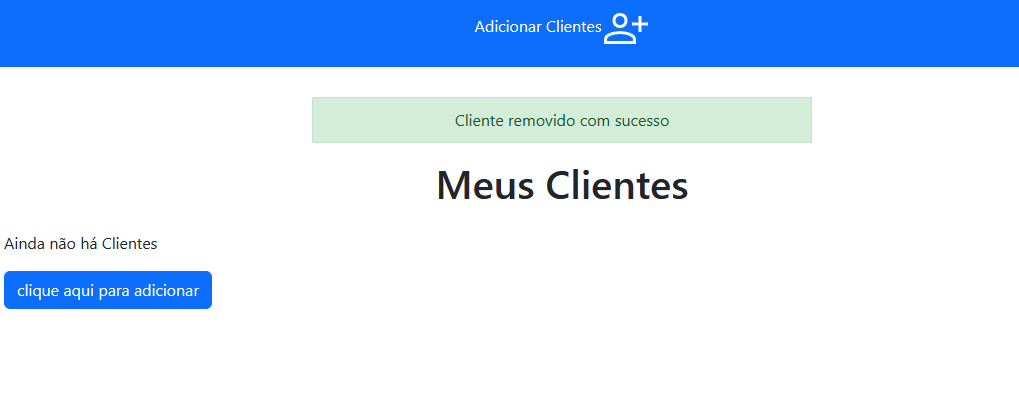 Adicionar Clientes
Cliente removido com sucesso
Meus Clientes
Ainda não há Clientes
clique aqui para adicionar